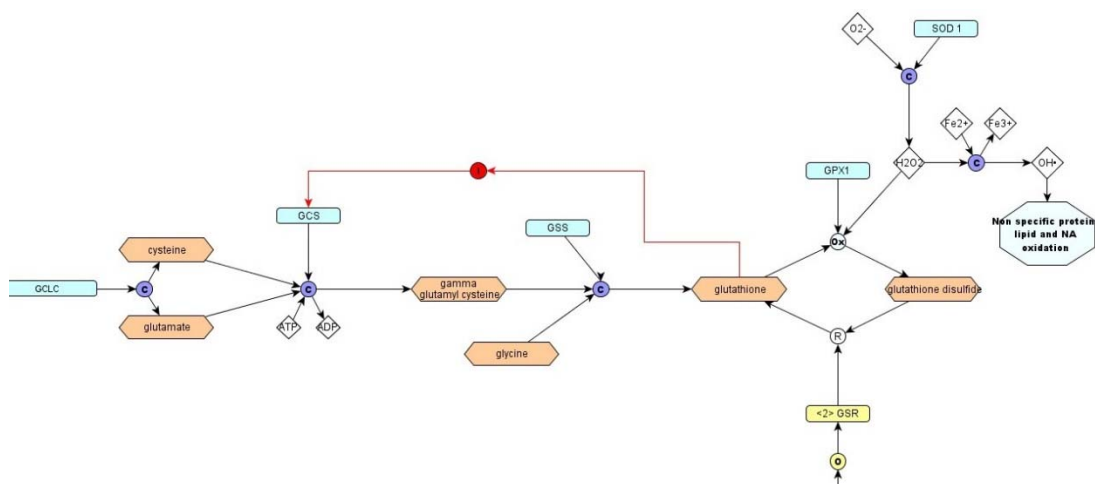 O2-
SOD 1
C
Fe2+
Fe3+
I
GPX1
H2O2
C
OH•
GCS
GSS
Non specific protein
lipid and NA
oxidation
cysteine
Ox
GCLC
C
C
gamma
glutamyl cysteine
C
glutathione
glutathione disulfide
glutamate
ATP
ADP
glycine
R
<2> GSR
O